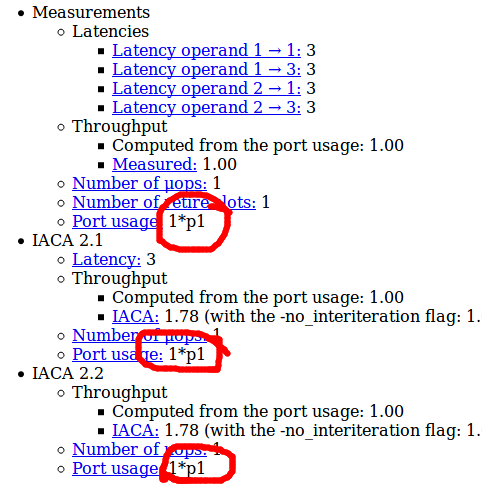 Measurements
Latencies
Latency operand 1 → 1: 3
Latency operand 1 → 3: 3
Latency operand 2 → 1: 3
Latency operand 2 → 3: 3
Throughput
Computed from the port usage: 1.00
Measured: 1.00
Number of μops: 1
Number of retire slots: 1
Port usage: 1*p1
IACA 2.1
Latency: 3
Throughput
Computed from the port usage: 1.00
IACA: 1.78 (with the -no_interiteration flag: 1.
Number of μops: 1
Port usage: 1*p1
IACA 2.2
Throughput
Computed from the port usage: 1.00
IACA: 1.78 (with the -no_interiteration flag: 1.
Number of μops: 1
Port usage: 1*p1